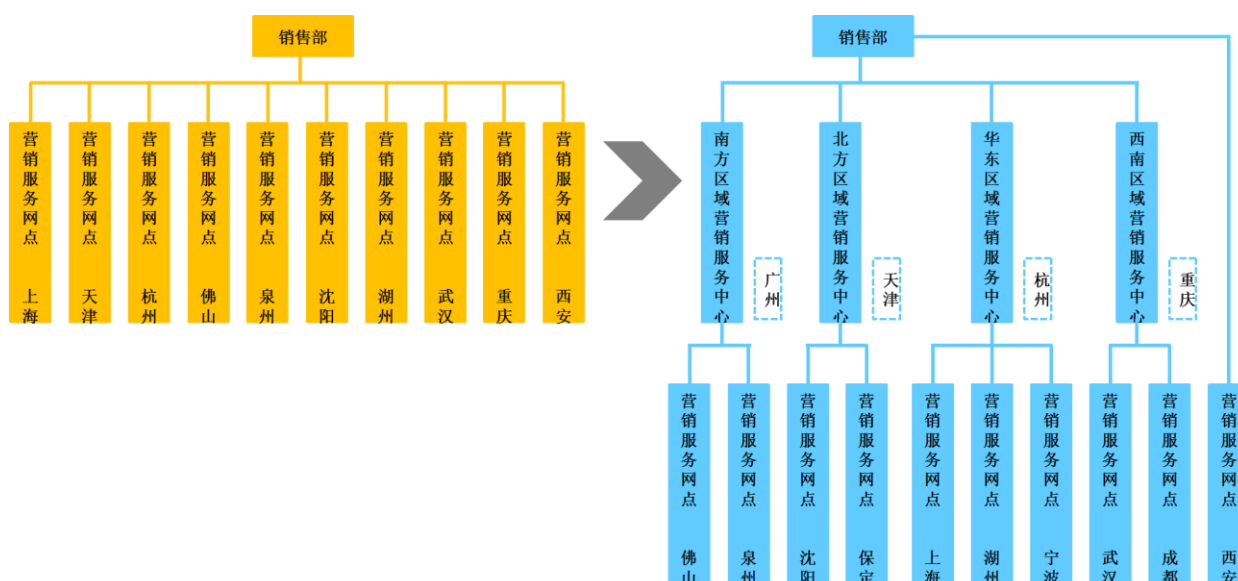 销售部
营销服务网点 上海
营销服务网点 天津
营销服务网点 杭州
营销服务网点 佛山
营销服务网点 泉州
营销服务网点 沈阳
营销服务网点 湖州
营销服务网点 武汉
营销服务网点 重庆
营销服务网点 西安
销售部
南方区域营销服务中心
广州
北方区域营销服务中心
天津
华东区域营销服务中心
杭州
西南区域营销服务中心
重庆
营销服务网点 佛山
营销服务网点 泉州
营销服务网点 沈阳
营销服务网点 保定
营销服务网点 上海
营销服务网点 湖州
营销服务网点 宁波
营销服务网点 武汉
营销服务网点 成都
营销服务网点 西安